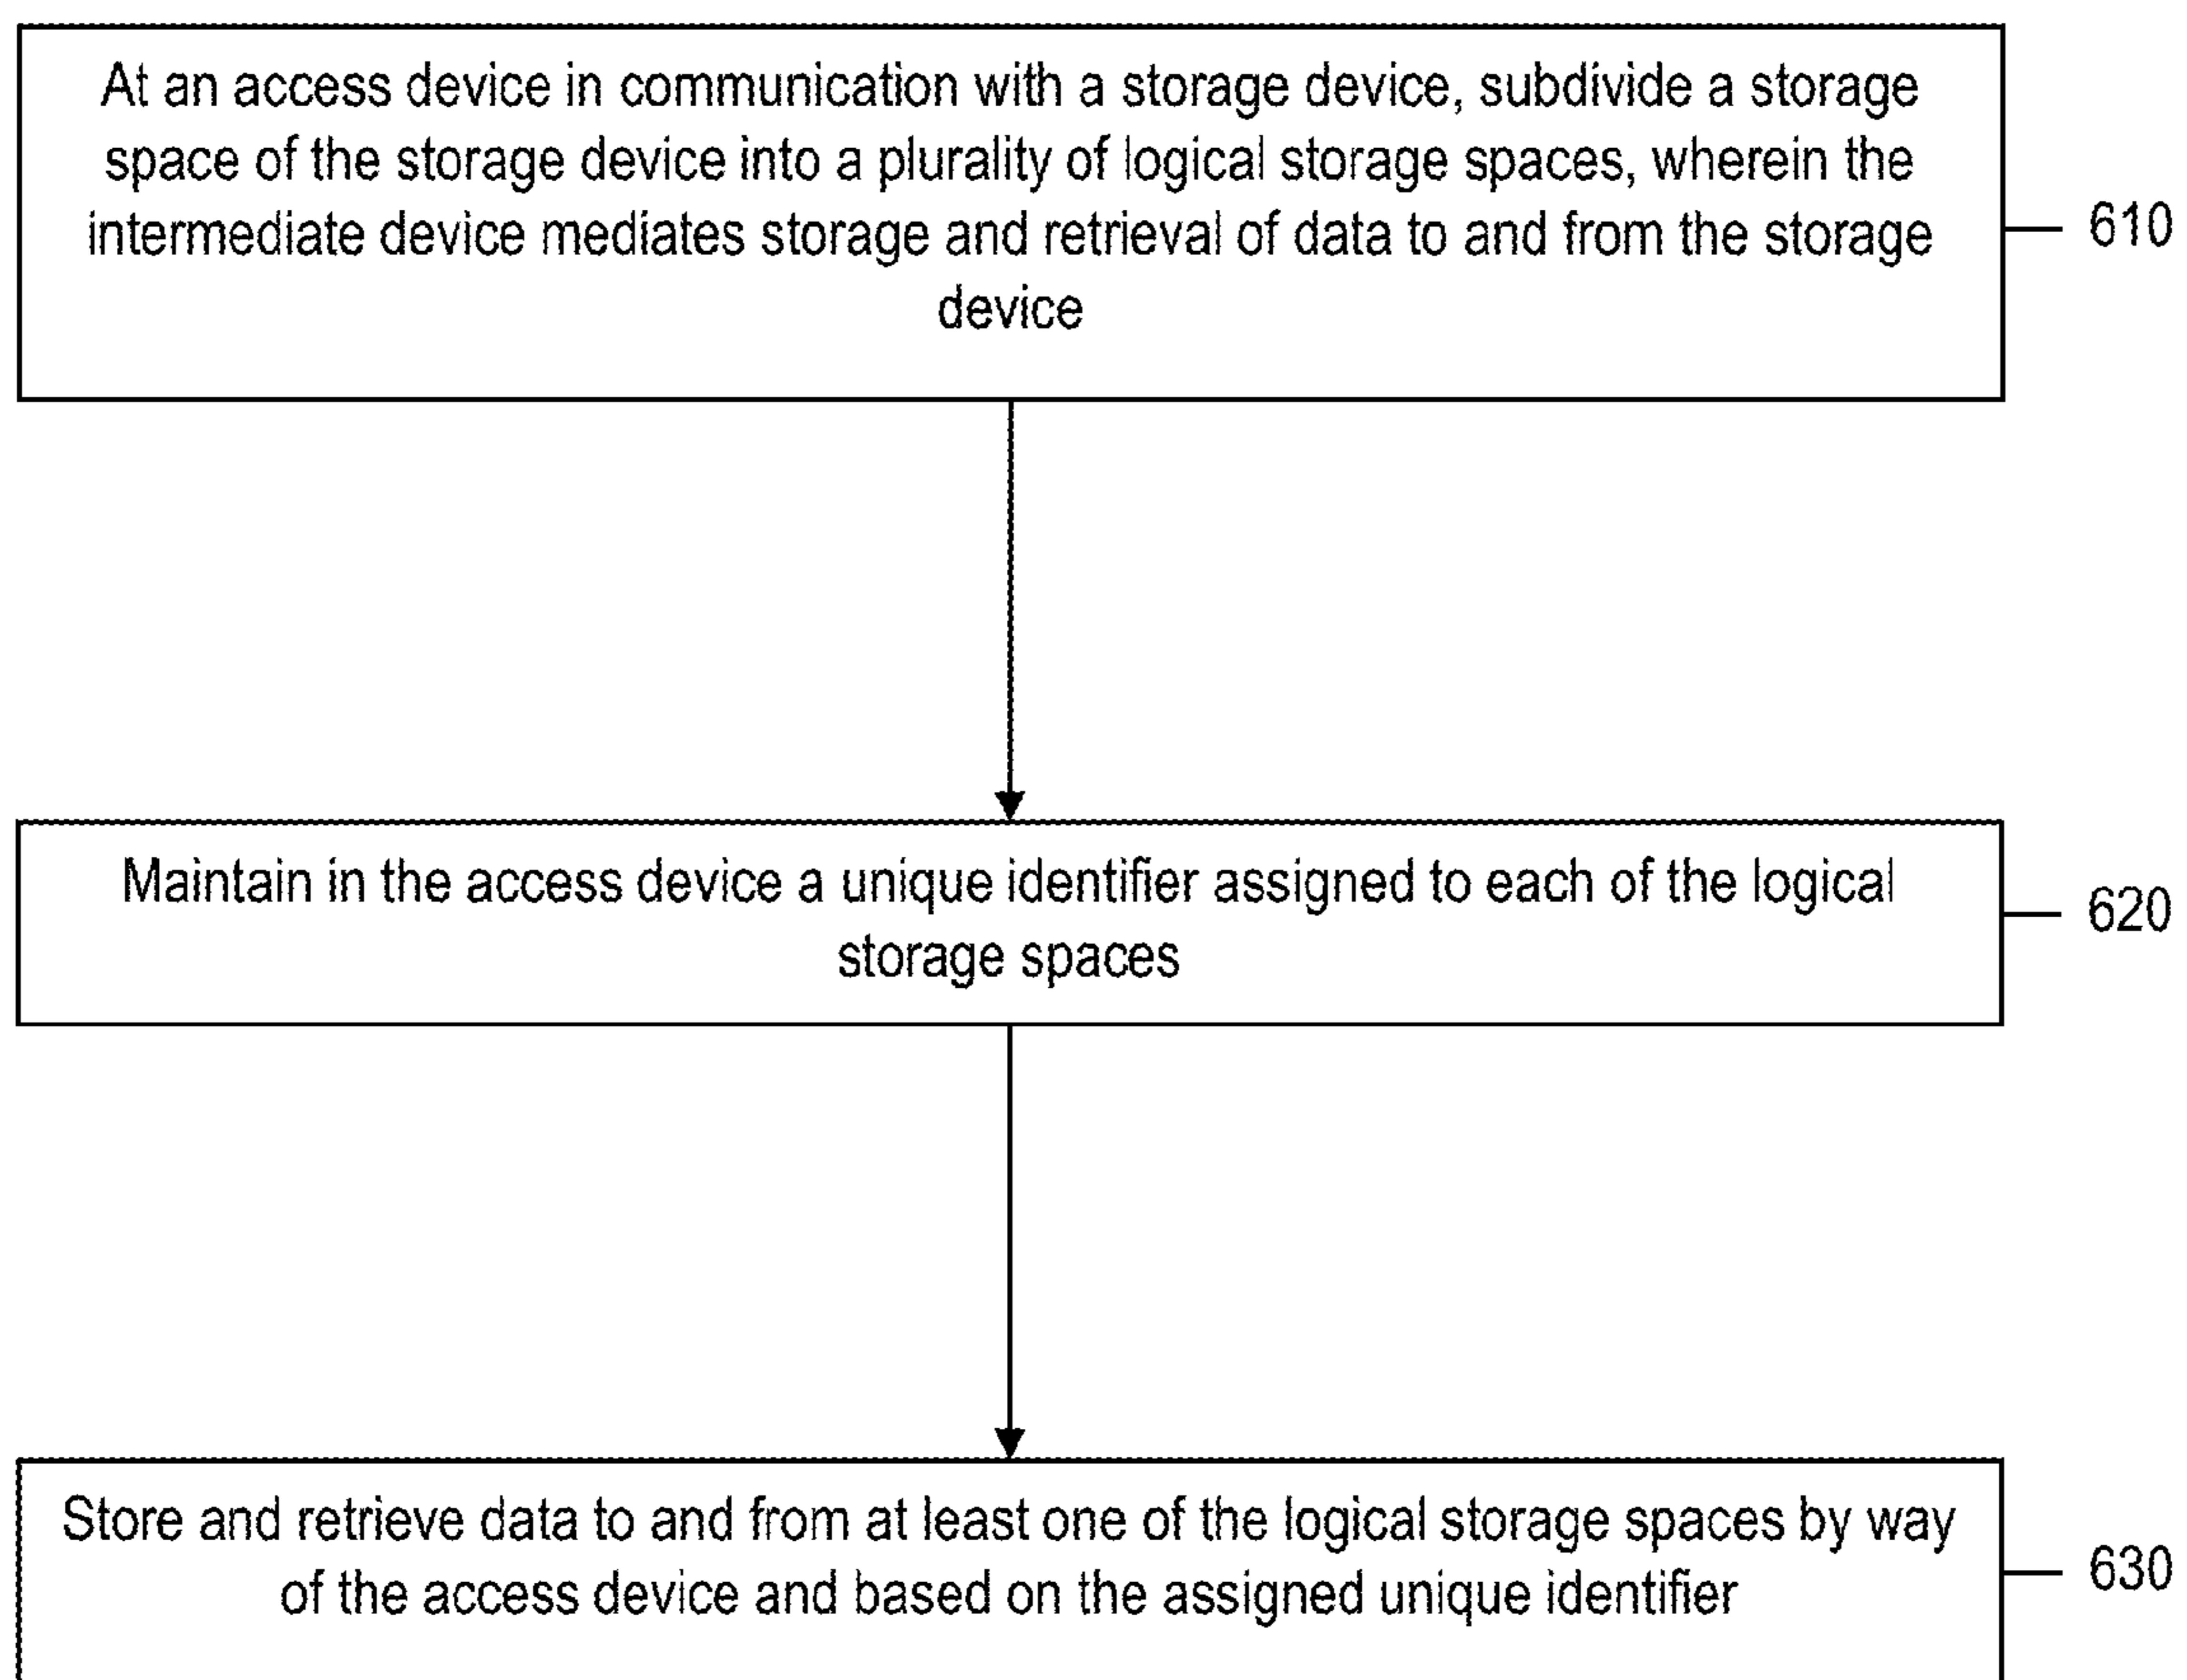 At an access device in communication with a storage device, subdivide a storage
space of the storage device into a plurality of logical storage spaces, wherein the
intermediate device mediates storage and retrieval of data to and from the storage
device
610
Maintain in the access device a unique identifier assigned to each of the logical
storage spaces
620
Store and retrieve data to and from at least one of the logical storage spaces by way
of the access device and based on the assigned unique identifier
630